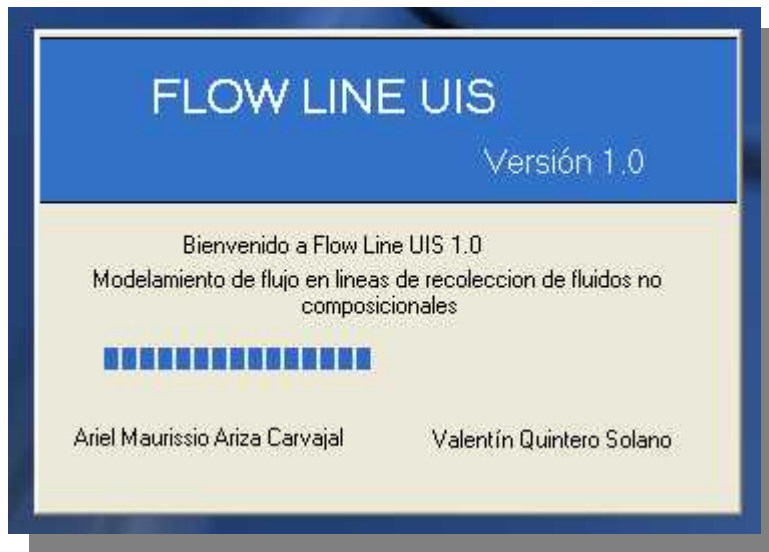 FLOW LINE UIS
Versión 1.0
Bienvenido a Flow Line UIS 1.0
Modelamiento de flujo en lineas de recoleccion de fluidos no
composicionales
Ariel Maurissio Ariza Carvajal
Valentín Quintero Solano